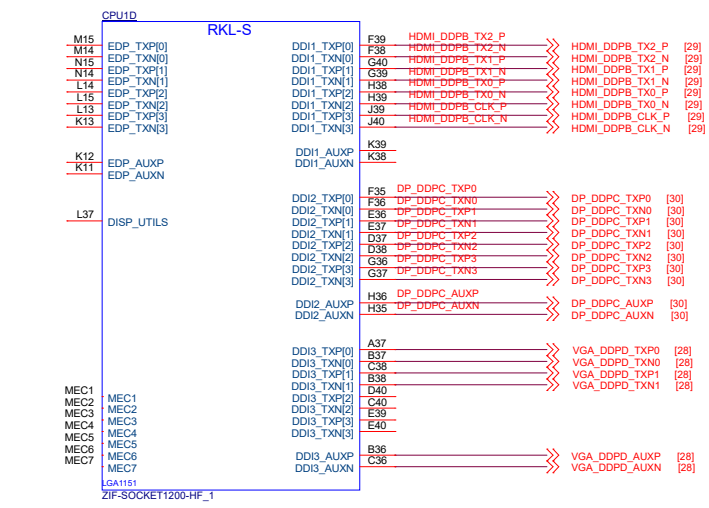 CPU1D
RKL-S
M15 EDP_TXP[0] DDI1_TXP[0] F39 HDMI_DDPB_TX2_P HDMI_DDPB_TX2_P [29]
M14 EDP_TXN[0] DDI1_TXN[0] F38 HDMI_DDPB_TX2_N HDMI_DDPB_TX2_N [29]
N15 EDP_TXP[1] DDI1_TXP[1] G40 HDMI_DDPB_TX1_P HDMI_DDPB_TX1_P [29]
N14 EDP_TXN[1] DDI1_TXN[1] G39 HDMI_DDPB_TX1_N HDMI_DDPB_TX1_N [29]
L14 EDP_TXP[2] DDI1_TXP[2] H38 HDMI_DDPB_TX0_P HDMI_DDPB_TX0_P [29]
L15 EDP_TXN[2] DDI1_TXN[2] H39 HDMI_DDPB_TX0_N HDMI_DDPB_TX0_N [29]
L13 EDP_TXP[3] DDI1_TXP[3] J39 HDMI_DDPB_CLK_P HDMI_DDPB_CLK_P [29]
K13 EDP_TXN[3] DDI1_TXN[3] J40 HDMI_DDPB_CLK_N HDMI_DDPB_CLK_N [29]
DDI1_AUXP K39
DDI1_AUXN K38
K12 EDP_AUXP
K11 EDP_AUXN
DDI2_TXP[0] F35 DP_DDPC_TXP0 DP_DDPC_TXP0 [30]
DDI2_TXN[0] F36 DP_DDPC_TXN0 DP_DDPC_TXN0 [30]
L37 DISP_UTILS DDI2_TXP[1] E36 DP_DDPC_TXP1 DP_DDPC_TXP1 [30]
DDI2_TXN[1] E37 DP_DDPC_TXN1 DP_DDPC_TXN1 [30]
DDI2_TXP[2] D37 DP_DDPC_TXP2 DP_DDPC_TXP2 [30]
DDI2_TXN[2] D38 DP_DDPC_TXN2 DP_DDPC_TXN2 [30]
DDI2_TXP[3] G36 DP_DDPC_TXP3 DP_DDPC_TXP3 [30]
DDI2_TXN[3] G37 DP_DDPC_TXN3 DP_DDPC_TXN3 [30]
DDI2_AUXP H36 DP_DDPC_AUXP DP_DDPC_AUXP [30]
DDI2_AUXN H35 DP_DDPC_AUXN DP_DDPC_AUXN [30]
DDI3_TXP[0] A37 VGA_DDPD_TXP0 [28]
DDI3_TXN[0] B37 VGA_DDPD_TXN0 [28]
DDI3_TXP[1] C38 VGA_DDPD_TXP1 [28]
DDI3_TXN[1] B38 VGA_DDPD_TXN1 [28]
MEC1 MEC1 DDI3_TXP[2] D40
MEC2 MEC2 DDI3_TXN[2] C40
MEC3 MEC3 DDI3_TXP[3] E39
MEC4 MEC4 DDI3_TXN[3] E40
MEC5 MEC5
MEC6 MEC6 DDI3_AUXP B36 VGA_DDPD_AUXP [28]
MEC7 MEC7 DDI3_AUXN C36 VGA_DDPD_AUXN [28]
LGA1151
ZIF-SOCKET1200-HF_1